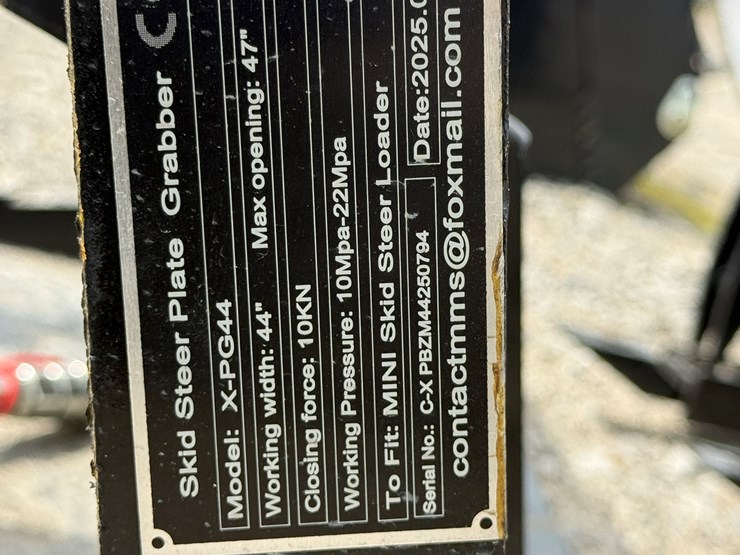 Skid Steer Plate Grabber
Model: X-PG44
Working width: 44" Max opening: 47"
Closing force: 10KN
Working Pressure: 10Mpa-22Mpa
To Fit: MINI Skid Steer Loader
Serial No.: C-X PBZM44250794 Date:2025.0
contactmms@foxmail.com